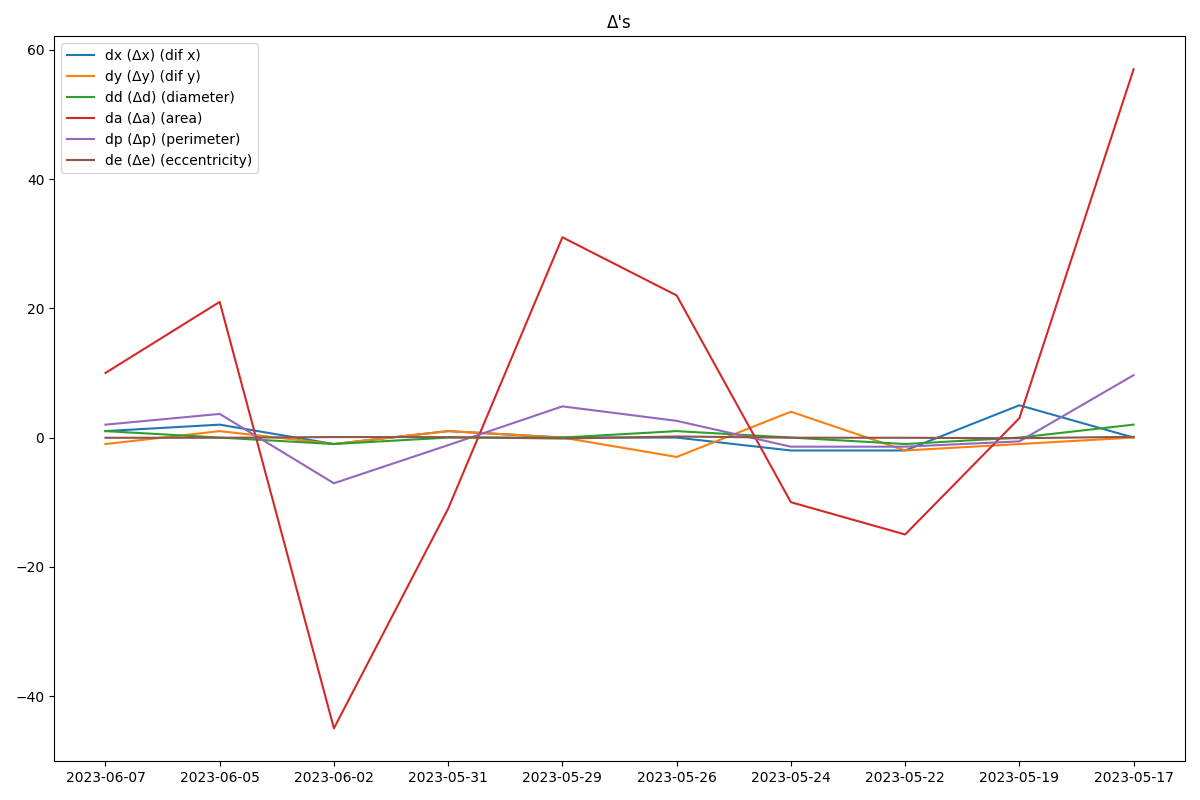 Δ's
dx (Δx) (dif x)
dy (Δy) (dif y)
dd (Δd) (diameter)
da (Δa) (area)
dp (Δp) (perimeter)
de (Δe) (eccentricity)
60
40
20
0
−20
−40
2023-06-07 2023-06-05 2023-06-02 2023-05-31 2023-05-29 2023-05-26 2023-05-24 2023-05-22 2023-05-19 2023-05-17